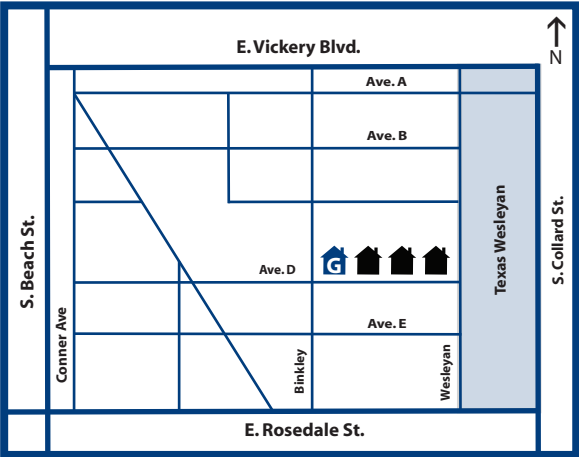 E. Vickery Blvd.
N
Ave. A
Ave. B
S. Beach St.
Texas Wesleyan
S. Collard St.
G
Ave. D
Ave. E
Conner Ave
Binkley
Wesleyan
E. Rosedale St.